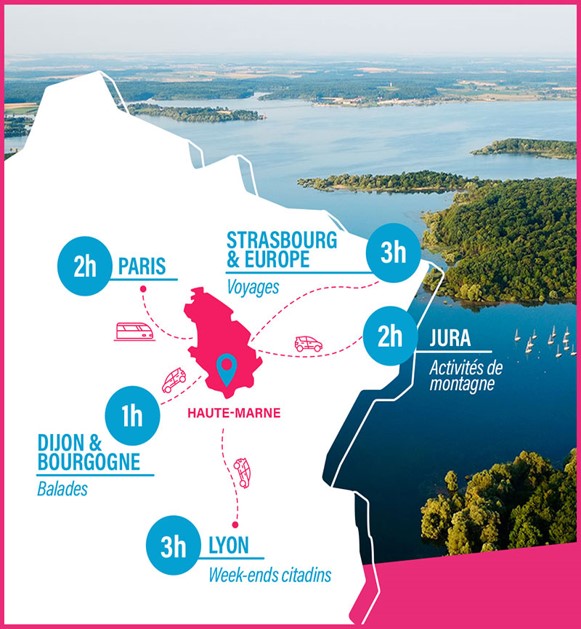 STRASBOURG
& EUROPE
3h
Voyages
2h
PARIS
2h
JURA
Activités de
montagne
HAUTE-MARNE
1h
DIJON &
BOURGOGNE
Balades
3h
LYON
Week-ends citadins